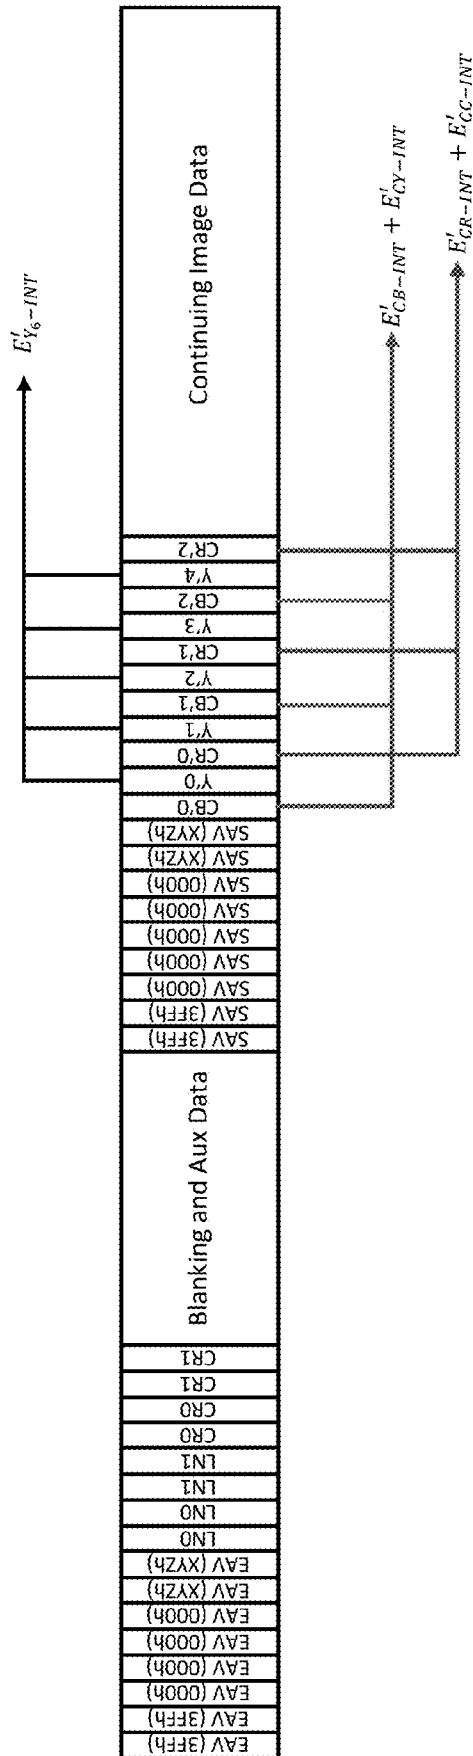 E'_{Y_6-INT}
EAV (3FFh)
EAV (3FFh)
EAV (000h)
EAV (000h)
EAV (000h)
EAV (000h)
EAV (XYZh)
EAV (XYZh)
LN0
LN0
LN1
LN1
CR0
CR0
CR1
CR1
Blanking and Aux Data
SAV (3FFh)
SAV (3FFh)
SAV (000h)
SAV (000h)
SAV (000h)
SAV (000h)
SAV (000h)
SAV (XYZh)
SAV (XYZh)
CB'0
Y'0
CR'0
Y'1
CB'1
Y'2
CR'1
Y'3
CB'2
Y'4
CR'2
Continuing Image Data
E'_{CB-INT} + E'_{CY-INT}
E'_{CR-INT} + E'_{CC-INT}